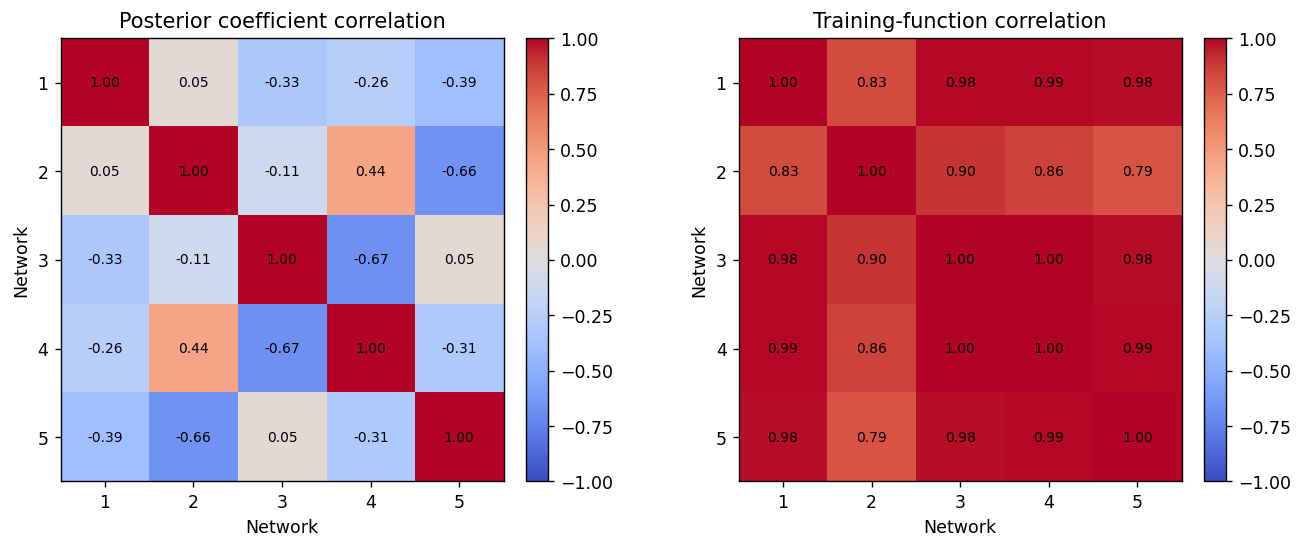 Posterior coefficient correlation
1 1.00 0.05 -0.33 -0.26 -0.39
2 0.05 1.00 -0.11 0.44 -0.66
3 -0.33 -0.11 1.00 -0.67 0.05
4 -0.26 0.44 -0.67 1.00 -0.31
5 -0.39 -0.66 0.05 -0.31 1.00
1 2 3 4 5
Network
Network
1.00
0.75
0.50
0.25
0.00
−0.25
−0.50
−0.75
−1.00
Training-function correlation
1 1.00 0.83 0.98 0.99 0.98
2 0.83 1.00 0.90 0.86 0.79
3 0.98 0.90 1.00 1.00 0.98
4 0.99 0.86 1.00 1.00 0.99
5 0.98 0.79 0.98 0.99 1.00
1 2 3 4 5
Network
Network
1.00
0.75
0.50
0.25
0.00
−0.25
−0.50
−0.75
−1.00